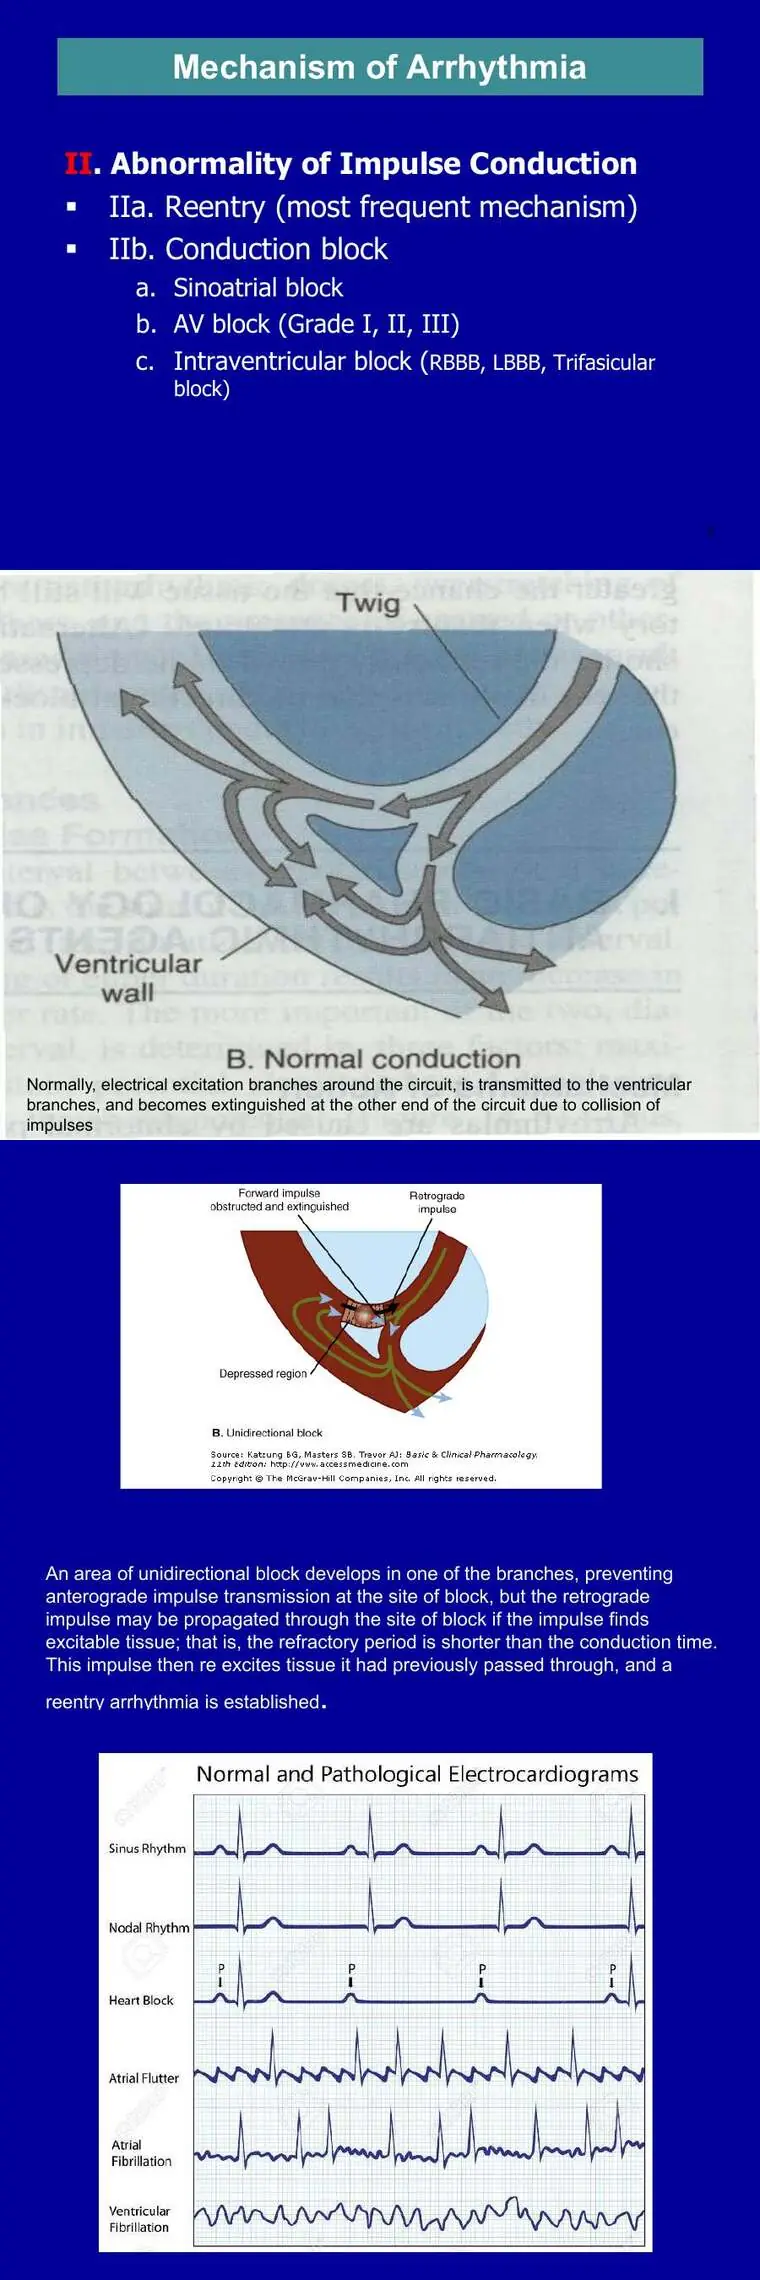 Mechanism of Arrhythmia
II. Abnormality of Impulse Conduction
▪ IIa. Reentry (most frequent mechanism)
▪ IIb. Conduction block
a. Sinoatrial block
b. AV block (Grade I, II, III)
c. Intraventricular block (RBBB, LBBB, Trifasicular
block)
Twig
Ventricular
wall
B. Normal conduction
Normally, electrical excitation branches around the circuit, is transmitted to the ventricular
branches, and becomes extinguished at the other end of the circuit due to collision of
impulses
Forward impulse
obstructed and extinguished
Retrograde
impulse
Depressed region
B. Unidirectional block
Source: Katzung BG, Masters SB, Trevor AJ: Basic & Clinical Pharmacology,
11th Edition: http://www.accessmedicine.com
Copyright © The McGraw-Hill Companies, Inc. All rights reserved.
An area of unidirectional block develops in one of the branches, preventing
anterograde impulse transmission at the site of block, but the retrograde
impulse may be propagated through the site of block if the impulse finds
excitable tissue; that is, the refractory period is shorter than the conduction time.
This impulse then re excites tissue it had previously passed through, and a
reentry arrhythmia is established.
Normal and Pathological Electrocardiograms
Sinus Rhythm
Nodal Rhythm
P P P P
Heart Block
Atrial Flutter
Atrial
Fibrillation
Ventricular
Fibrillation